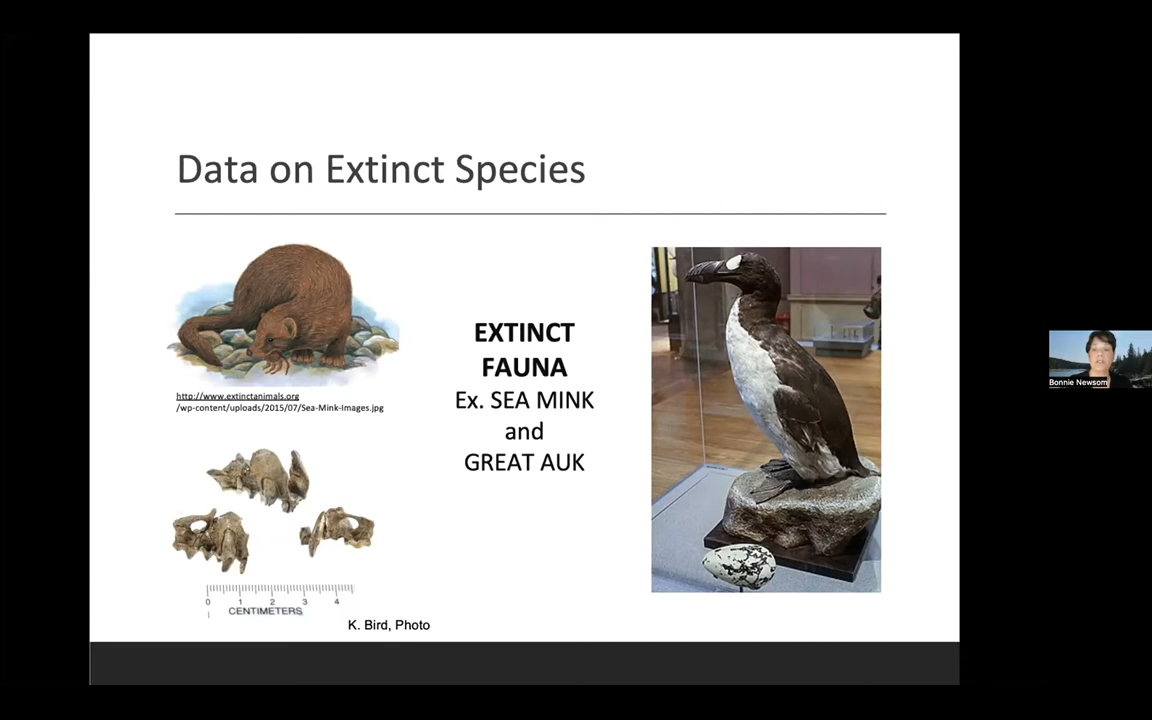 Data on Extinct Species
http://www.extinctanimals.org
/wp-content/uploads/2015/07/Sea-Mink-Images.jpg
EXTINCT
FAUNA
Ex. SEA MINK
and
GREAT AUK
0 1 2 3 4
CENTIMETERS
K. Bird, Photo
Bonnie Newsom